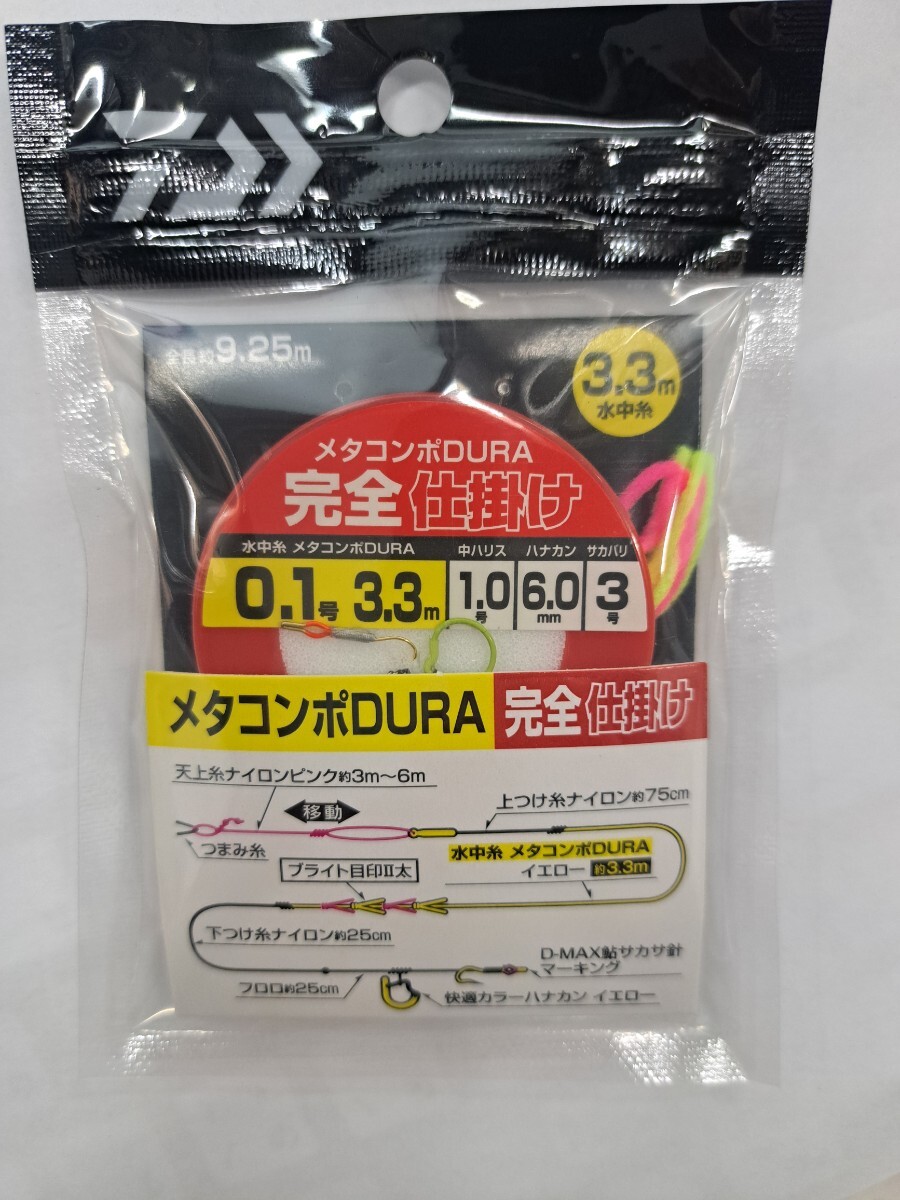 全長約9.25m
3.3m
水中糸
メタコンポDURA
完全仕掛け
水中糸 メタコンポDURA 中ハリス ハナカン サカバリ
0.1号 3.3m 1.0号 6.0mm 3号
メタコンポDURA 完全仕掛け
天上糸ナイロンピンク約3m〜6m
移動
上つけ糸ナイロン約75cm
つまみ糸
水中糸 メタコンポDURA
イエロー 約3.3m
ブライト目印II太
下つけ糸ナイロン約25cm
D-MAX鮎サカサ針
マーキング
フロロ約25cm
快適カラーハナカン イエロー